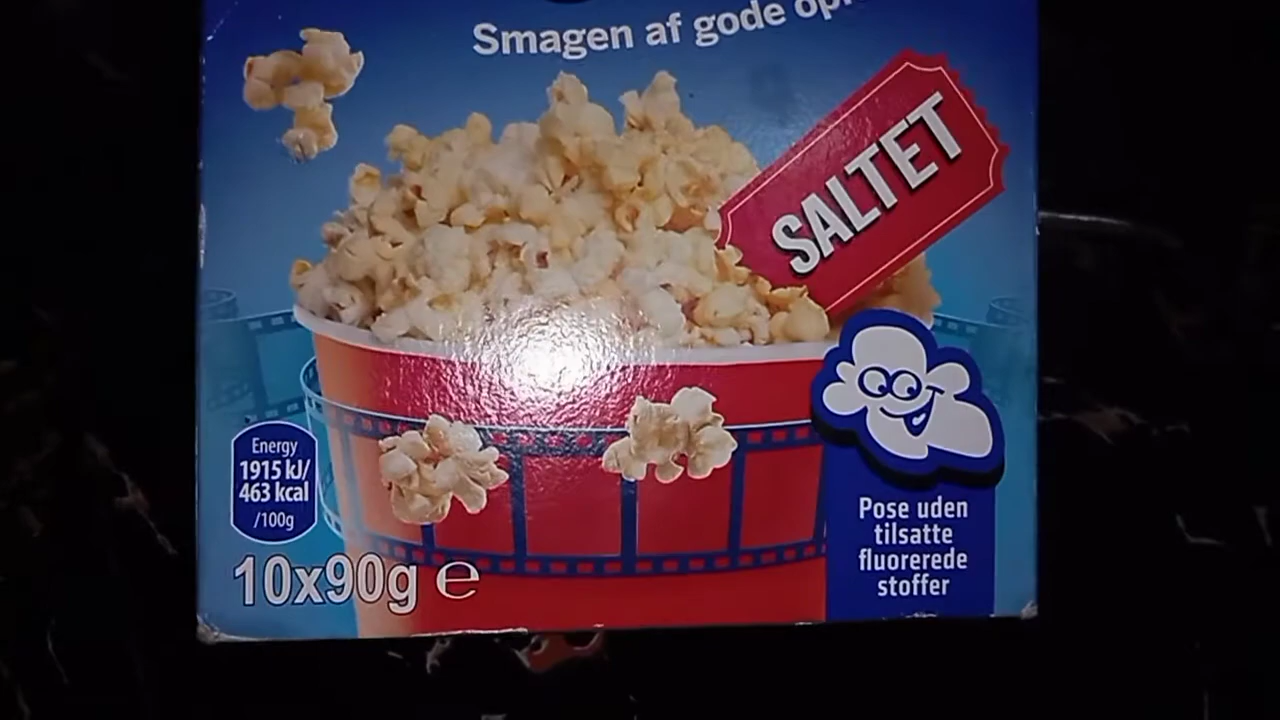 Smagen af gode
SALTET
Energy
1915 kJ/
463 kcal
/100g
10x90g e
Pose uden
tilsatte
fluorerede
stoffer